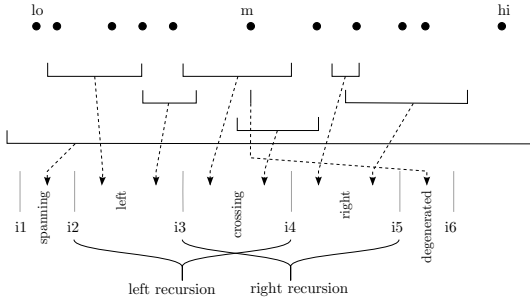 lo m hi
spanning left crossing right degenerated
i1 i2 i3 i4 i5 i6
left recursion right recursion